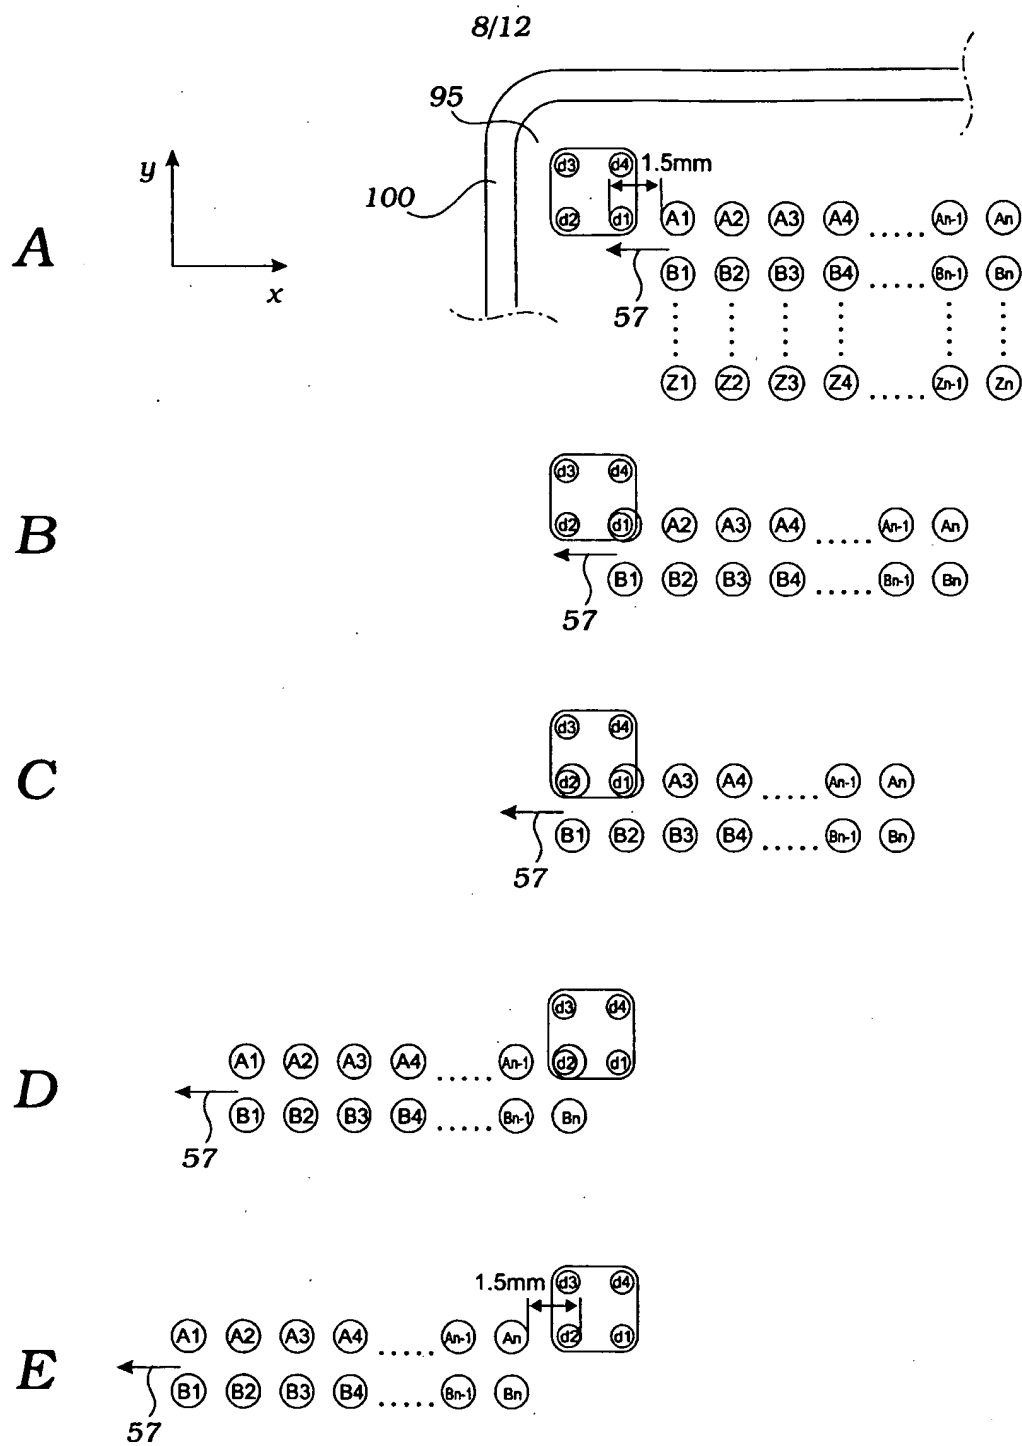 8/12
95
d3 d4 1.5mm
y
100
d2 d1 A1 A2 A3 A4 ..... An-1 An
A
x
57
B1 B2 B3 B4 ..... Bn-1 Bn
Z1 Z2 Z3 Z4 ..... Zn-1 Zn
d3 d4
B
d2 d1 A2 A3 A4 ..... An-1 An
B1 B2 B3 B4 ..... Bn-1 Bn
57
d3 d4
C
d2 d1 A3 A4 ..... An-1 An
B1 B2 B3 B4 ..... Bn-1 Bn
57
d3 d4
A1 A2 A3 A4 ..... An-1 d2 d1
D
B1 B2 B3 B4 ..... Bn-1 Bn
57
1.5mm d3 d4
A1 A2 A3 A4 ..... An-1 An d2 d1
E
B1 B2 B3 B4 ..... Bn-1 Bn
57